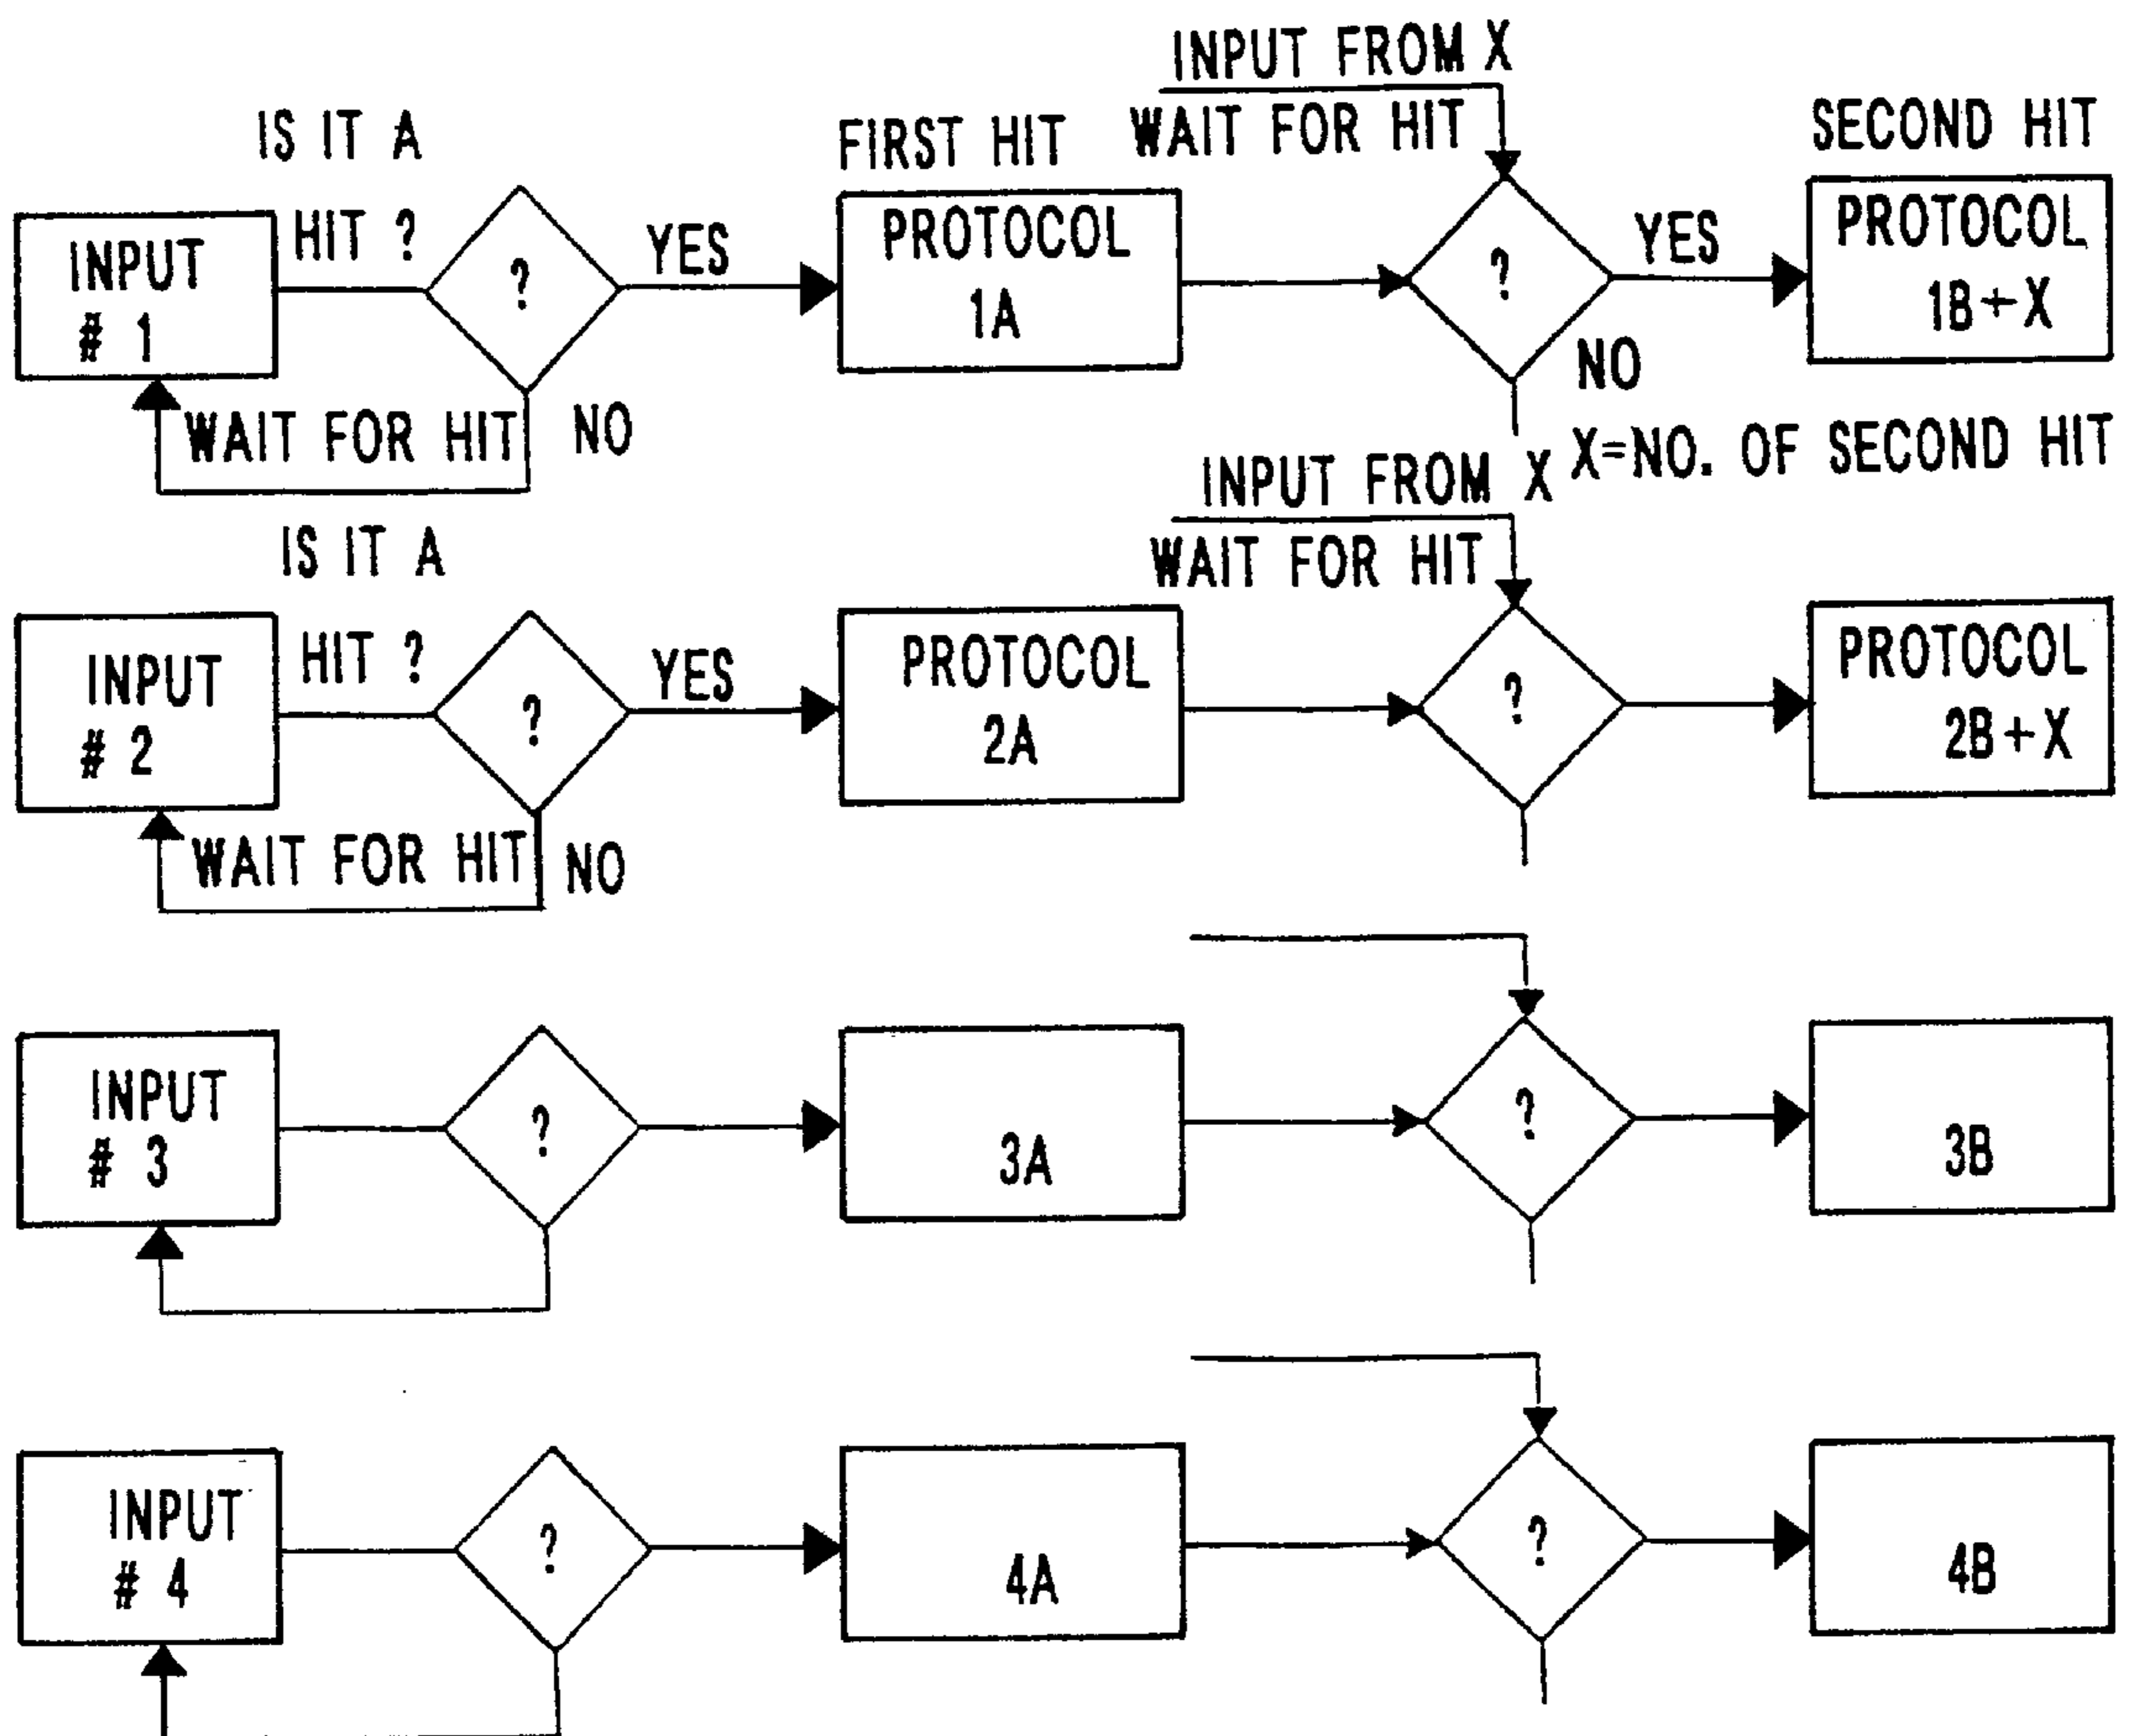 INPUT FROM X
IS IT A
FIRST HIT
WAIT FOR HIT
SECOND HIT
INPUT
# 1
HIT ?
?
YES
PROTOCOL
1A
?
YES
PROTOCOL
1B+X
WAIT FOR HIT
NO
NO
X=NO. OF SECOND HIT
INPUT FROM X
IS IT A
WAIT FOR HIT
INPUT
# 2
HIT ?
?
YES
PROTOCOL
2A
?
PROTOCOL
2B+X
WAIT FOR HIT
NO
INPUT
# 3
?
3A
?
3B
INPUT
# 4
?
4A
?
4B